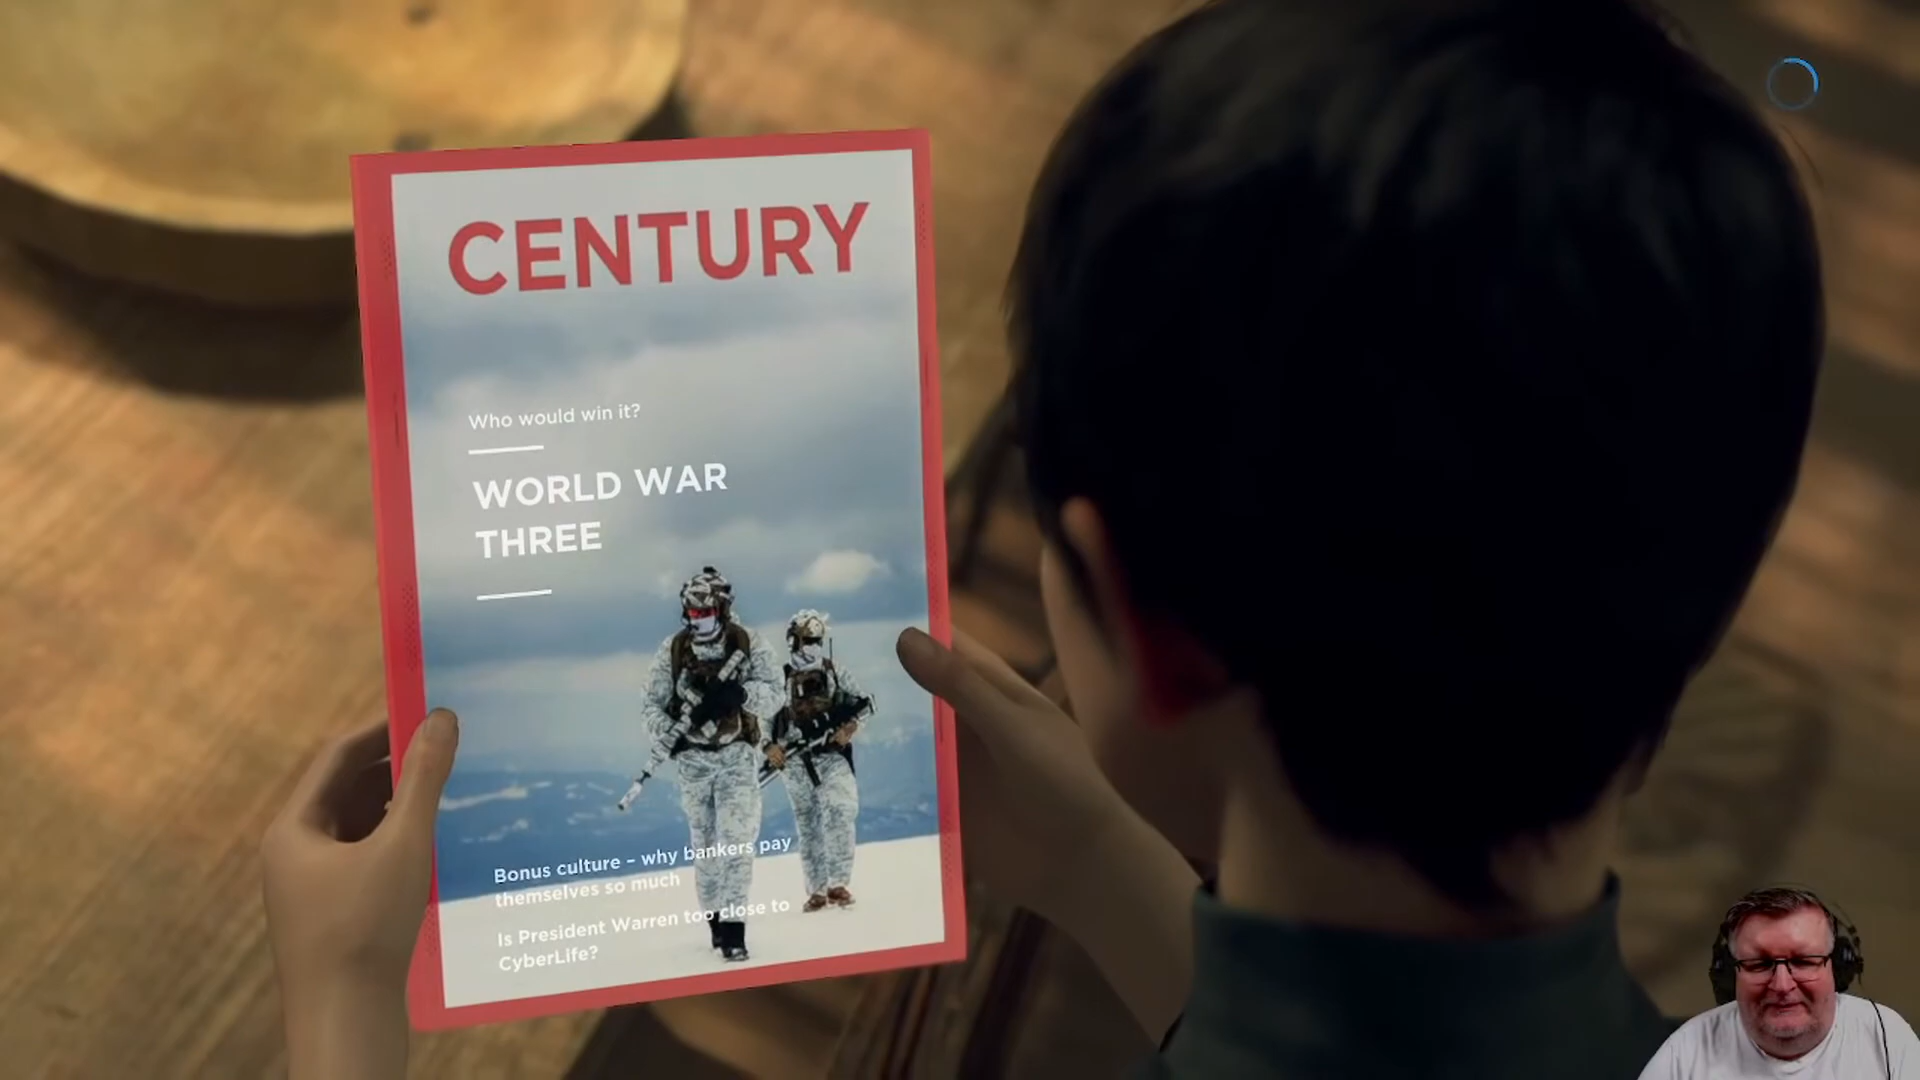 CENTURY
Who would win it?
WORLD WAR
THREE
Bonus culture – why bankers pay
themselves so much
Is President Warren too close to
CyberLife?